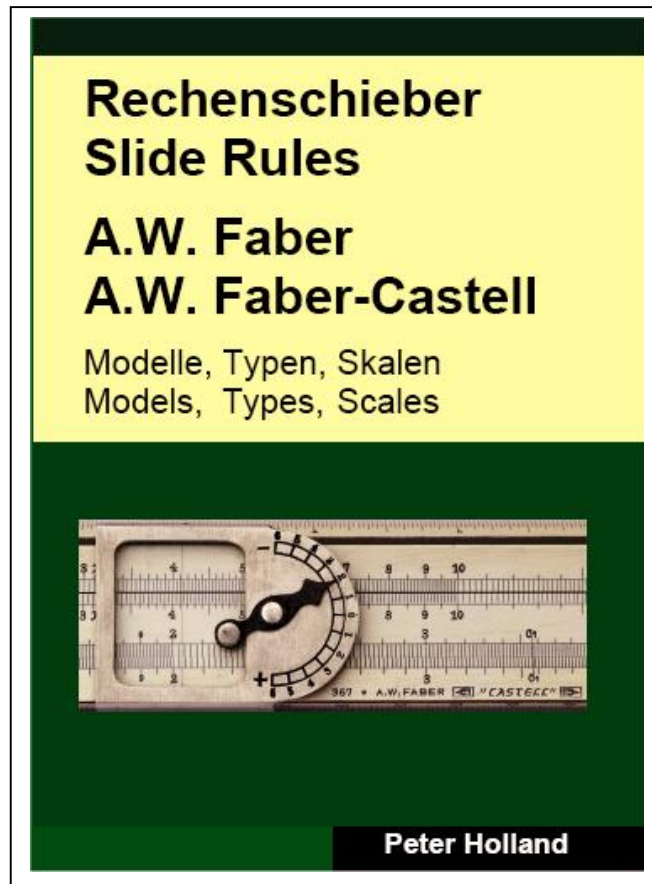 Rechenschieber
Slide Rules
A.W. Faber
A.W. Faber-Castell
Modelle, Typen, Skalen
Models, Types, Scales
367 * A.W.FABER "CASTELL"
Peter Holland